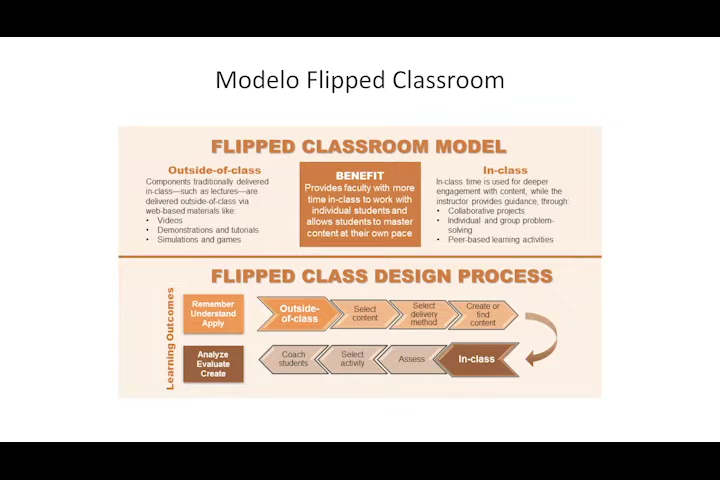 Modelo Flipped Classroom
FLIPPED CLASSROOM MODEL
Outside-of-class
Components traditionally delivered
in-class—such as lectures—are
delivered outside-of-class via
web-based materials like:
• Videos
• Demonstrations and tutorials
• Simulations and games
BENEFIT
Provides faculty with more
time in-class to work with
individual students and
allows students to master
content at their own pace
In-class
In-class time is used for deeper
engagement with content, while the
instructor provides guidance, through:
• Collaborative projects
• Individual and group problem-
solving
• Peer-based learning activities
FLIPPED CLASS DESIGN PROCESS
Learning Outcomes
Remember
Understand
Apply
Outside-
of-class
Select
content
Select
delivery
method
Create or
find
content
Analyze
Evaluate
Create
Coach
students
Select
activity
Assess
In-class